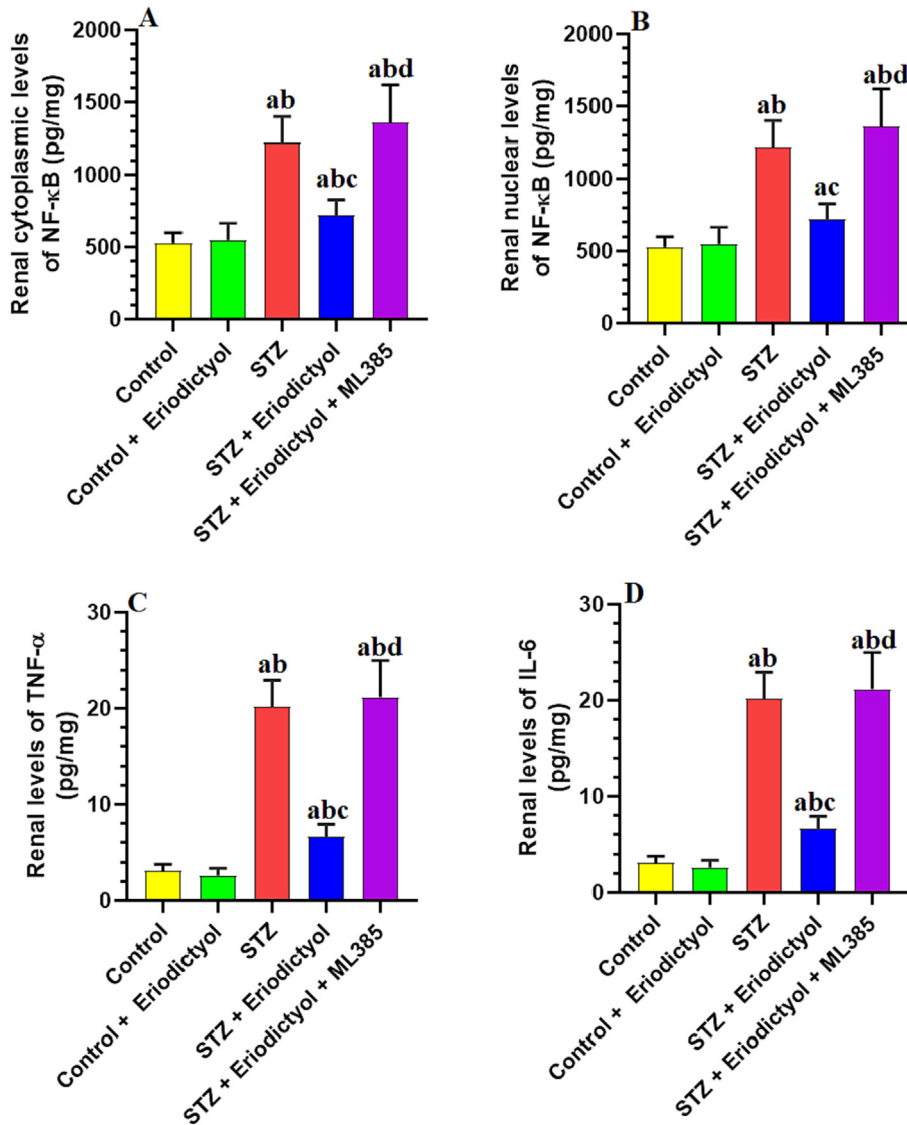 A
Renal cytoplasmic levels
of NF-κB (pg/mg)
2000
1500
1000
500
0
ab
abc
abd
Control
Control + Eriodictyol
STZ
STZ + Eriodictyol
STZ + Eriodictyol + ML385
B
Renal nuclear levels
of NF-κB (pg/mg)
2000
1500
1000
500
0
ab
ac
abd
Control
Control + Eriodictyol
STZ
STZ + Eriodictyol
STZ + Eriodictyol + ML385
C
Renal levels of TNF-α
(pg/mg)
30
20
10
0
ab
abc
abd
Control
Control + Eriodictyol
STZ
STZ + Eriodictyol
STZ + Eriodictyol + ML385
D
Renal levels of IL-6
(pg/mg)
30
20
10
0
ab
abc
abd
Control
Control + Eriodictyol
STZ
STZ + Eriodictyol
STZ + Eriodictyol + ML385